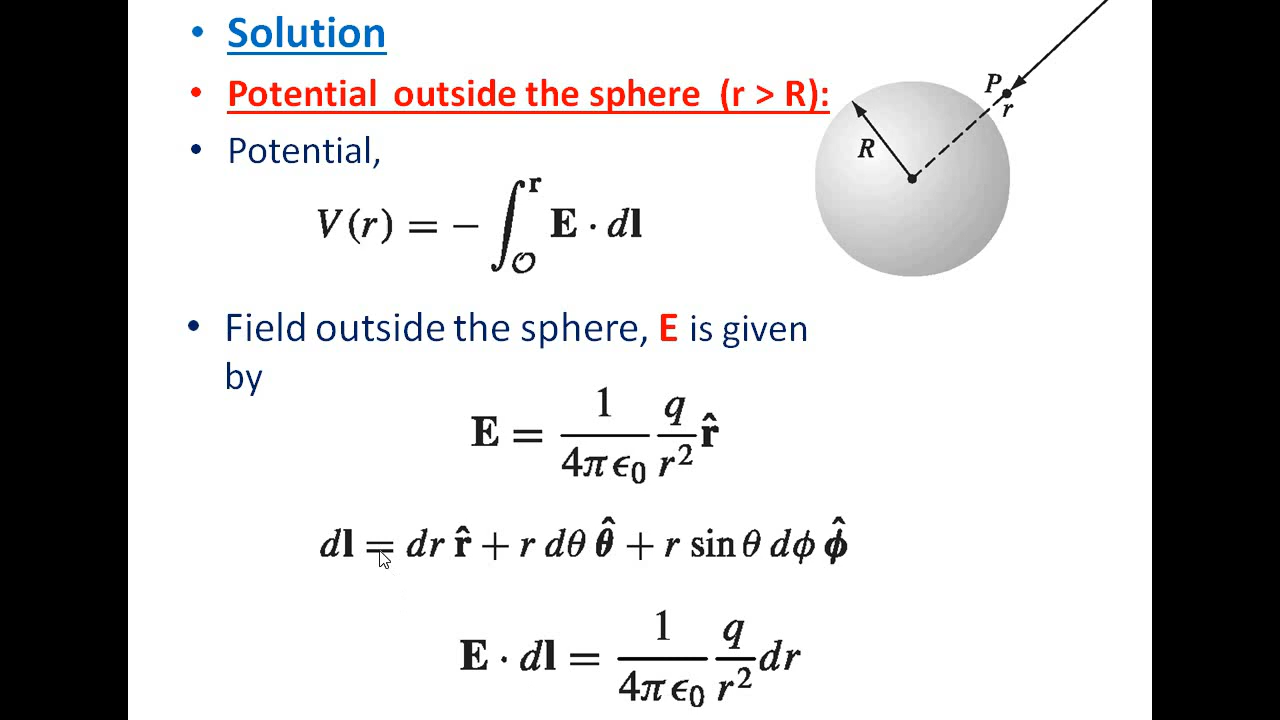 • Solution
• Potential outside the sphere (r > R):
• Potential,
P
r
R
V(r) = − ∫_𝒪^r E · dl
• Field outside the sphere, E is given
by
E = 1/(4πϵ₀) q/r² r̂
dl = dr r̂ + r dθ θ̂ + r sin θ dϕ ϕ̂
E · dl = 1/(4πϵ₀) q/r² dr